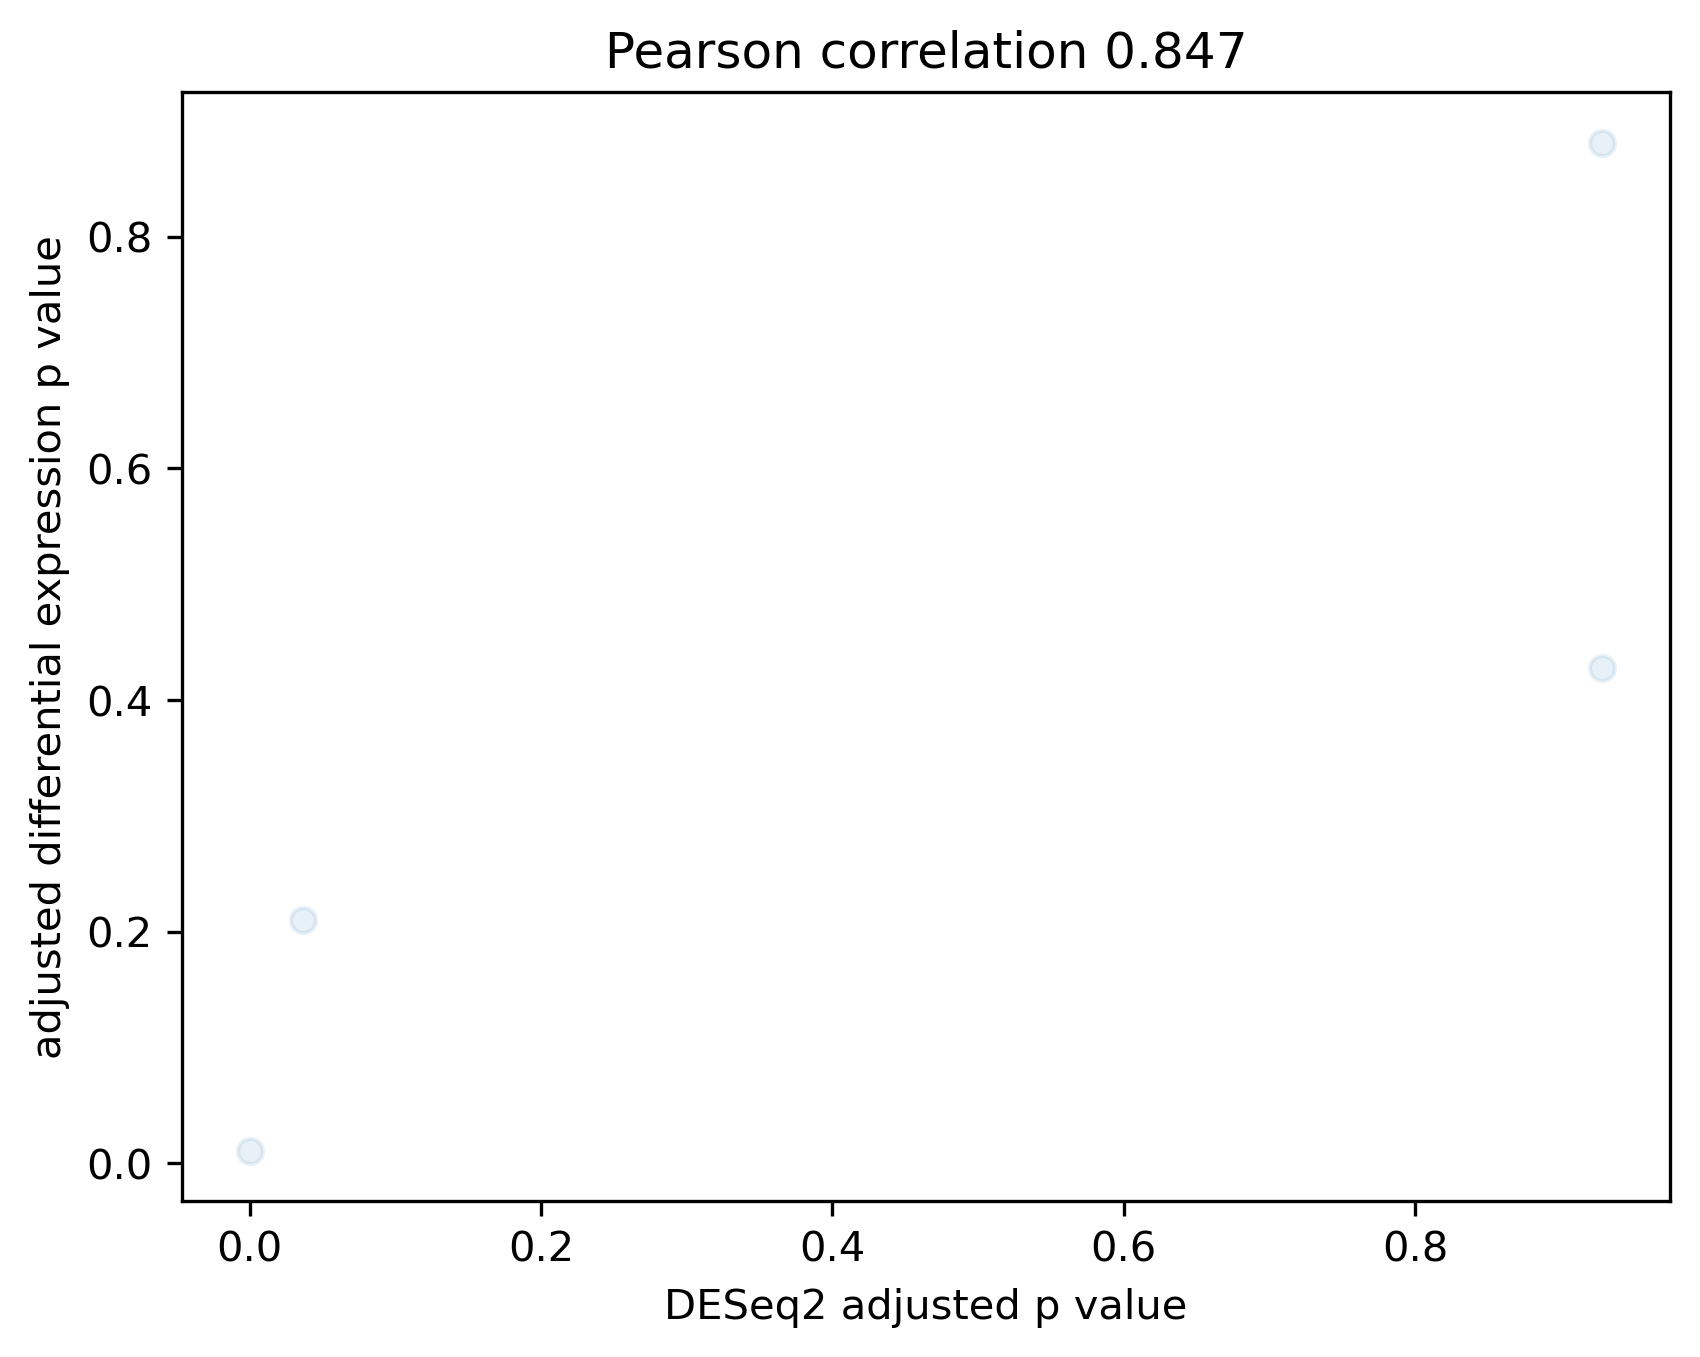 Pearson correlation 0.847
adjusted differential expression p value
0.8
0.6
0.4
0.2
0.0
0.0 0.2 0.4 0.6 0.8
DESeq2 adjusted p value